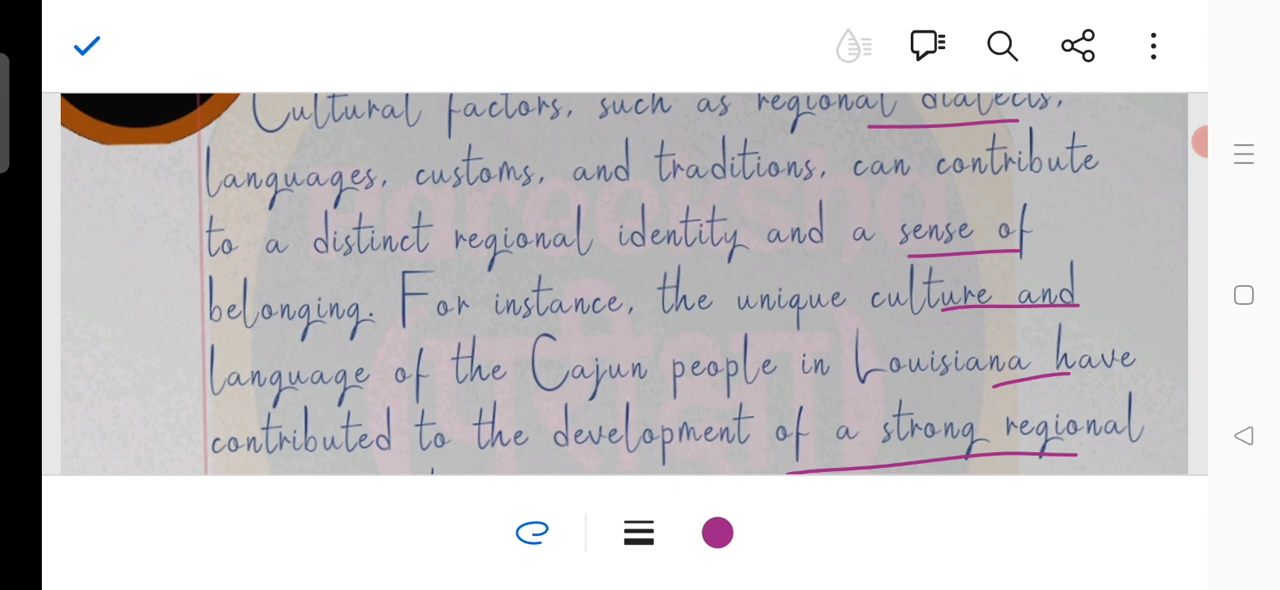 Cultural factors, such as regional dialects,
languages, customs, and traditions, can contribute
to a distinct regional identity and a sense of
belonging. For instance, the unique culture and
language of the Cajun people in Louisiana have
contributed to the development of a strong regional